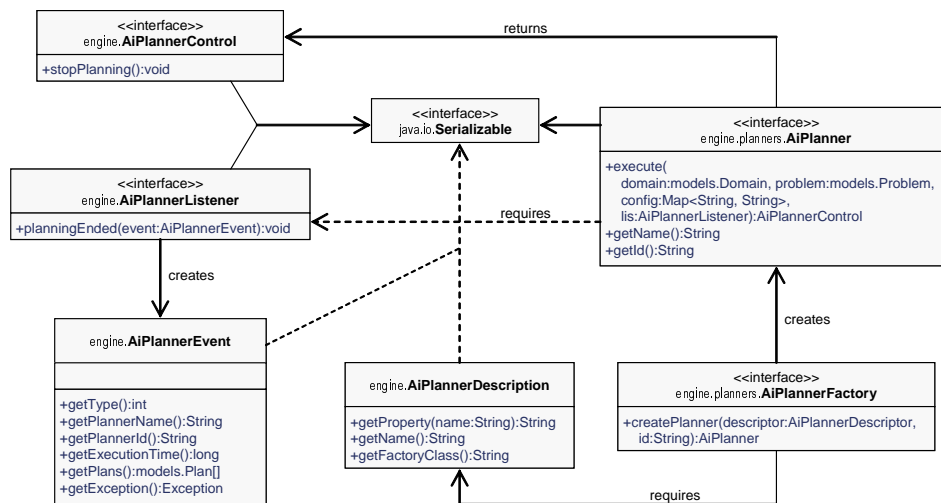 <<interface>>
engine.AiPlannerControl
+stopPlanning():void
returns
<<interface>>
java.io.Serializable
<<interface>>
engine.planners.AiPlanner
+execute(
domain:models.Domain, problem:models.Problem,
config:Map<String, String>,
lis:AiPlannerListener):AiPlannerControl
+getName():String
+getId():String
<<interface>>
engine.AiPlannerListener
+planningEnded(event:AiPlannerEvent):void
requires
creates
creates
engine.AiPlannerEvent
+getType():int
+getPlannerName():String
+getPlannerId():String
+getExecutionTime():long
+getPlans():models.Plan[]
+getException():Exception
engine.AiPlannerDescription
+getProperty(name:String):String
+getName():String
+getFactoryClass():String
<<interface>>
engine.planners.AiPlannerFactory
+createPlanner(descriptor:AiPlannerDescriptor,
id:String):AiPlanner
requires